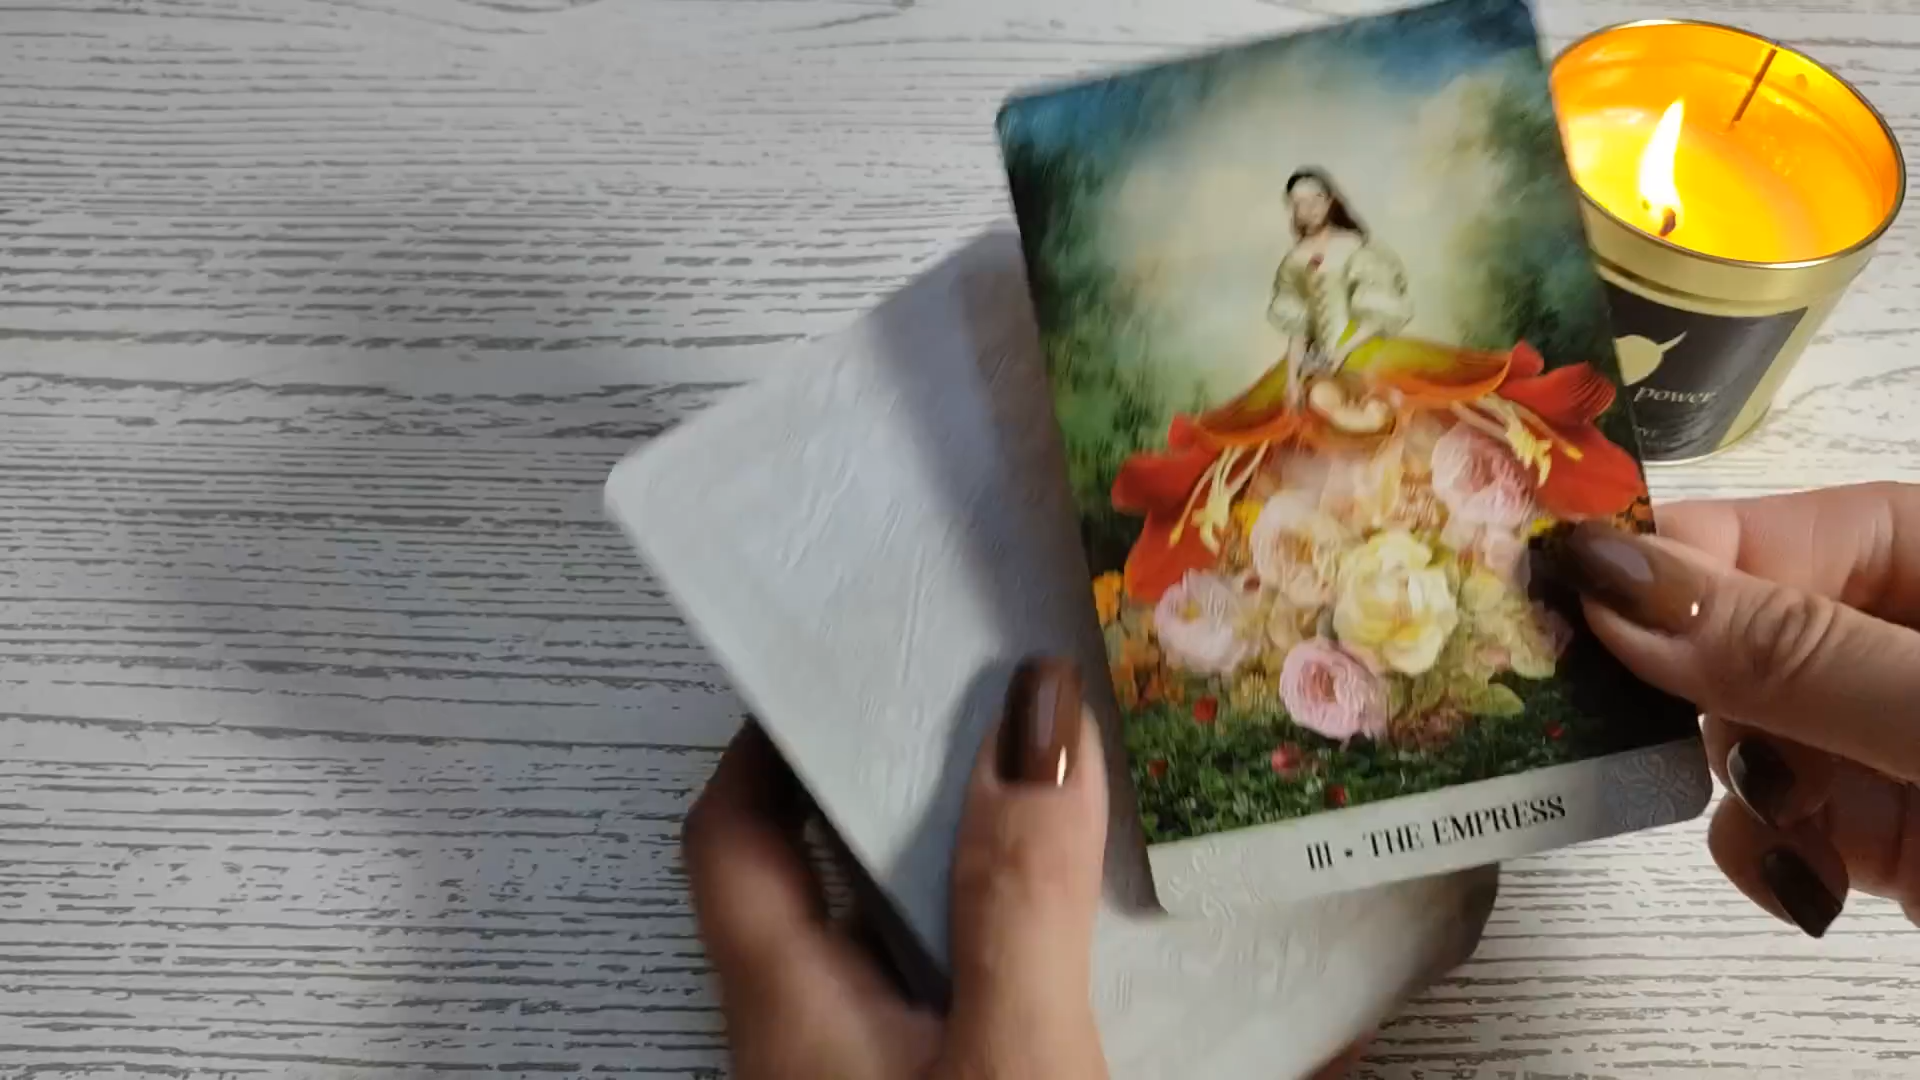 power
III • THE EMPRESS